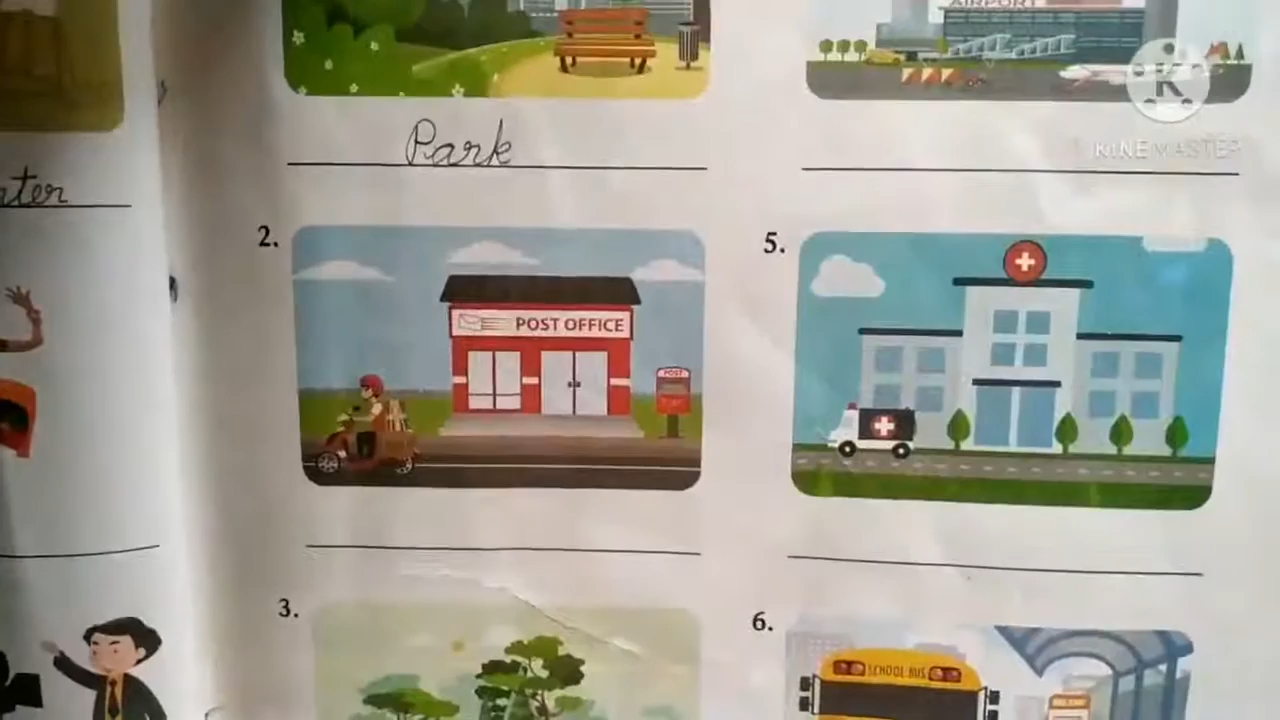 AIRPORT
K
KINEMASTER
Park
2.
POST OFFICE
POST
5.
3.
6.
SCHOOL BUS